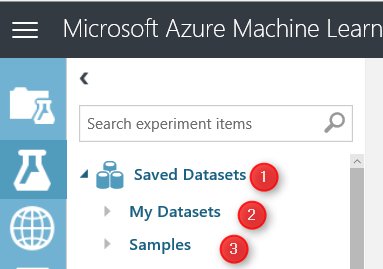 Microsoft Azure Machine Learn
Search experiment items
Saved Datasets 1
My Datasets 2
Samples 3